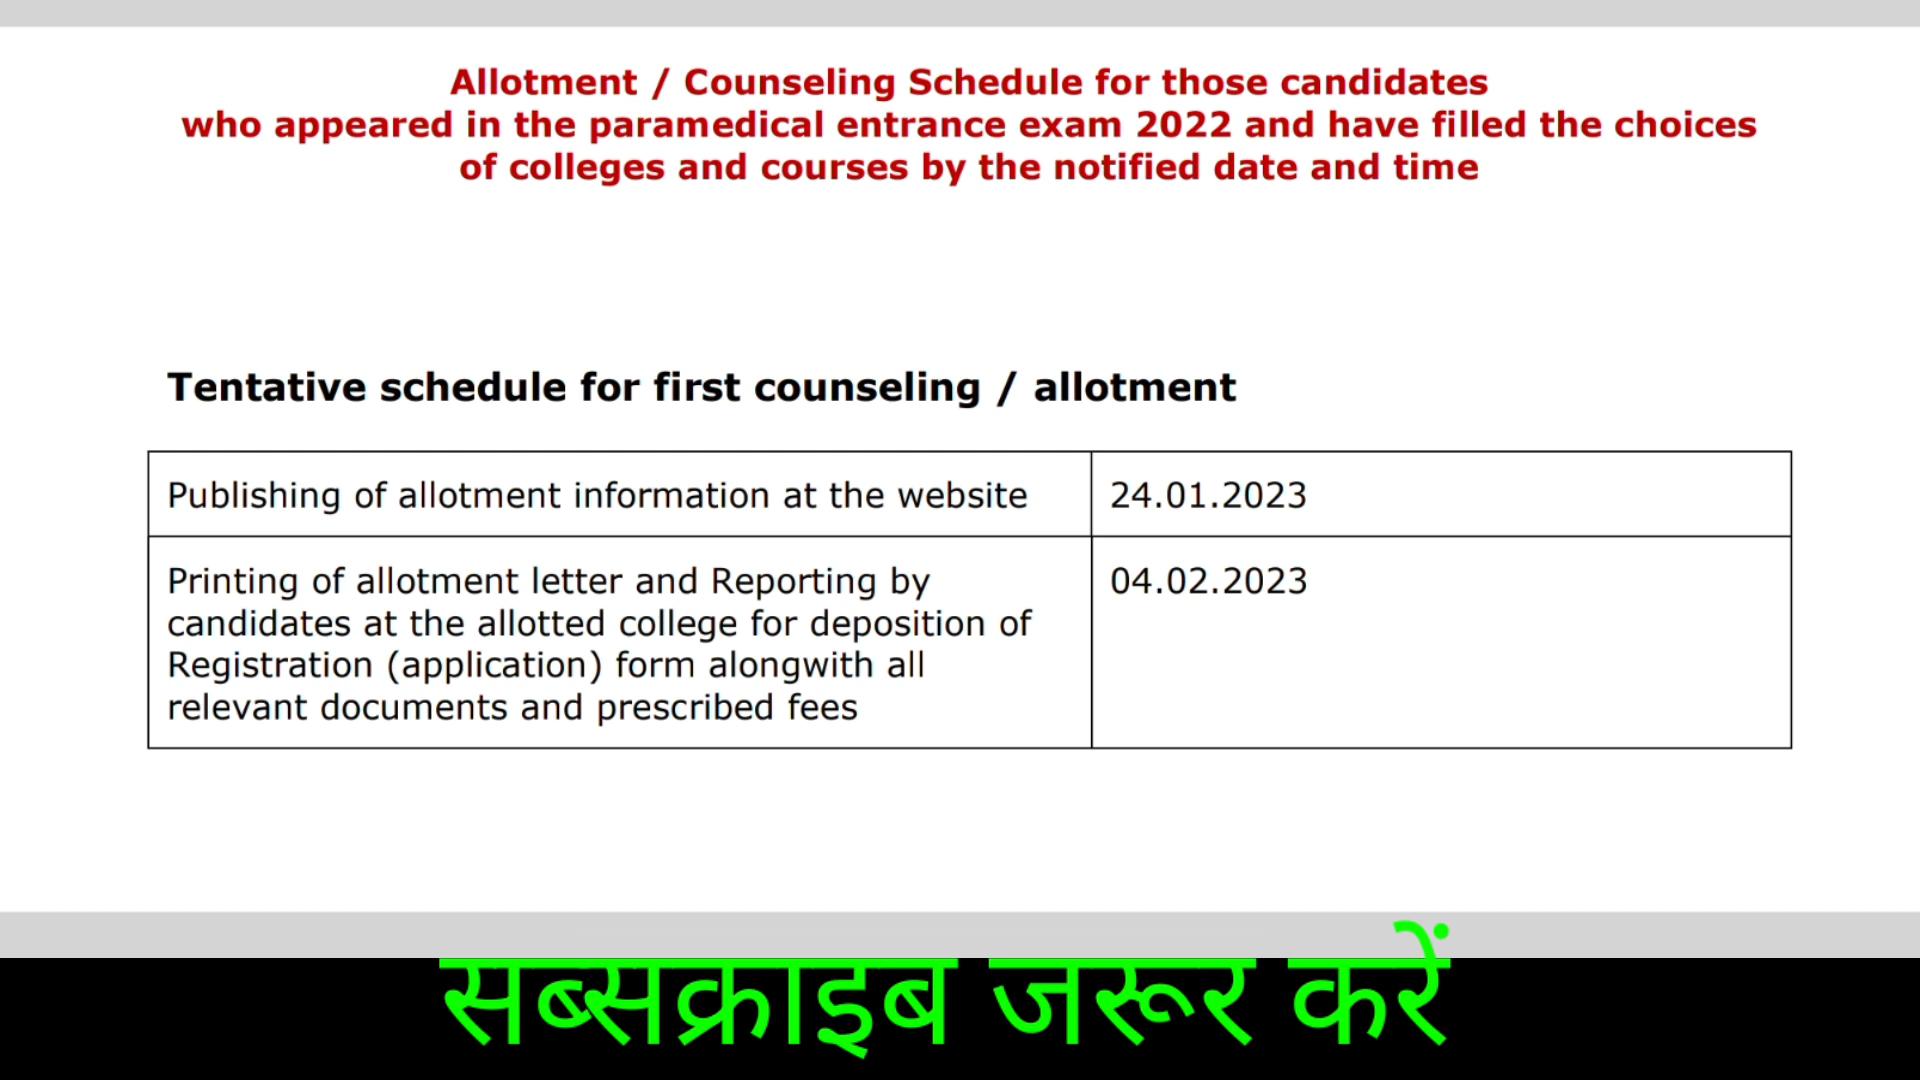 Allotment / Counseling Schedule for those candidates
who appeared in the paramedical entrance exam 2022 and have filled the choices
of colleges and courses by the notified date and time
Tentative schedule for first counseling / allotment
Publishing of allotment information at the website 24.01.2023
Printing of allotment letter and Reporting by 04.02.2023
candidates at the allotted college for deposition of
Registration (application) form alongwith all
relevant documents and prescribed fees
सब्सक्राइब जरूर करें